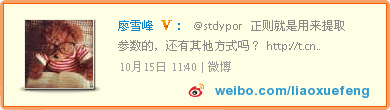 廖雪峰 V： @stdypor 正则就是用来提取
参数的，还有其他方式吗？ http://t.cn..
10月15日 11:40 | 微博
weibo.com/liaoxuefeng